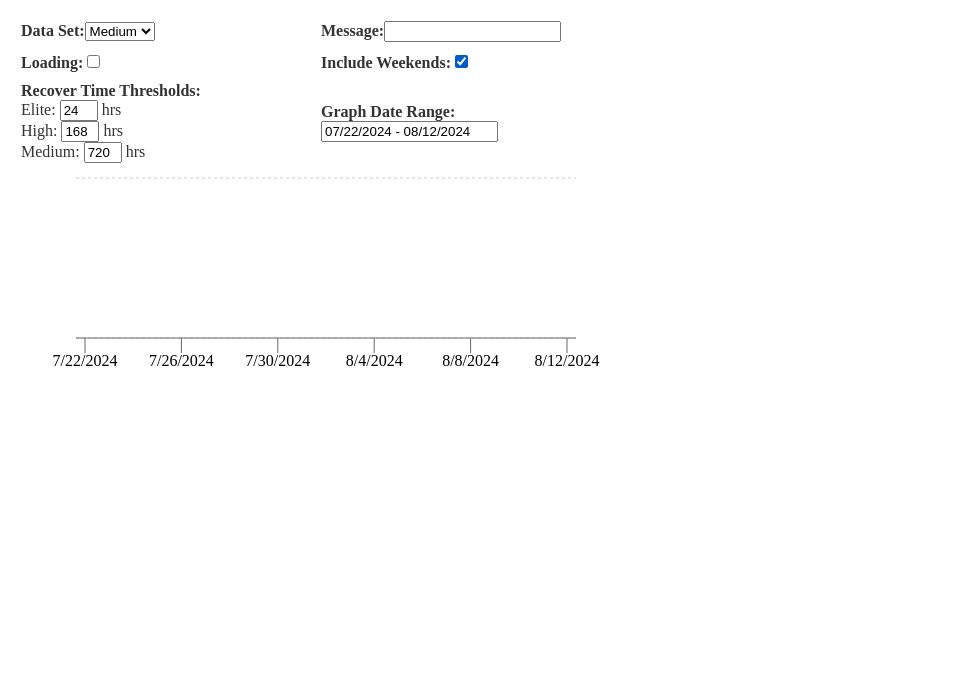 Data Set: Medium
Message:
Loading:
Include Weekends:
Recover Time Thresholds:
Elite: 24 hrs
High: 168 hrs
Medium: 720 hrs
Graph Date Range:
07/22/2024 - 08/12/2024
7/22/2024 7/26/2024 7/30/2024 8/4/2024 8/8/2024 8/12/2024